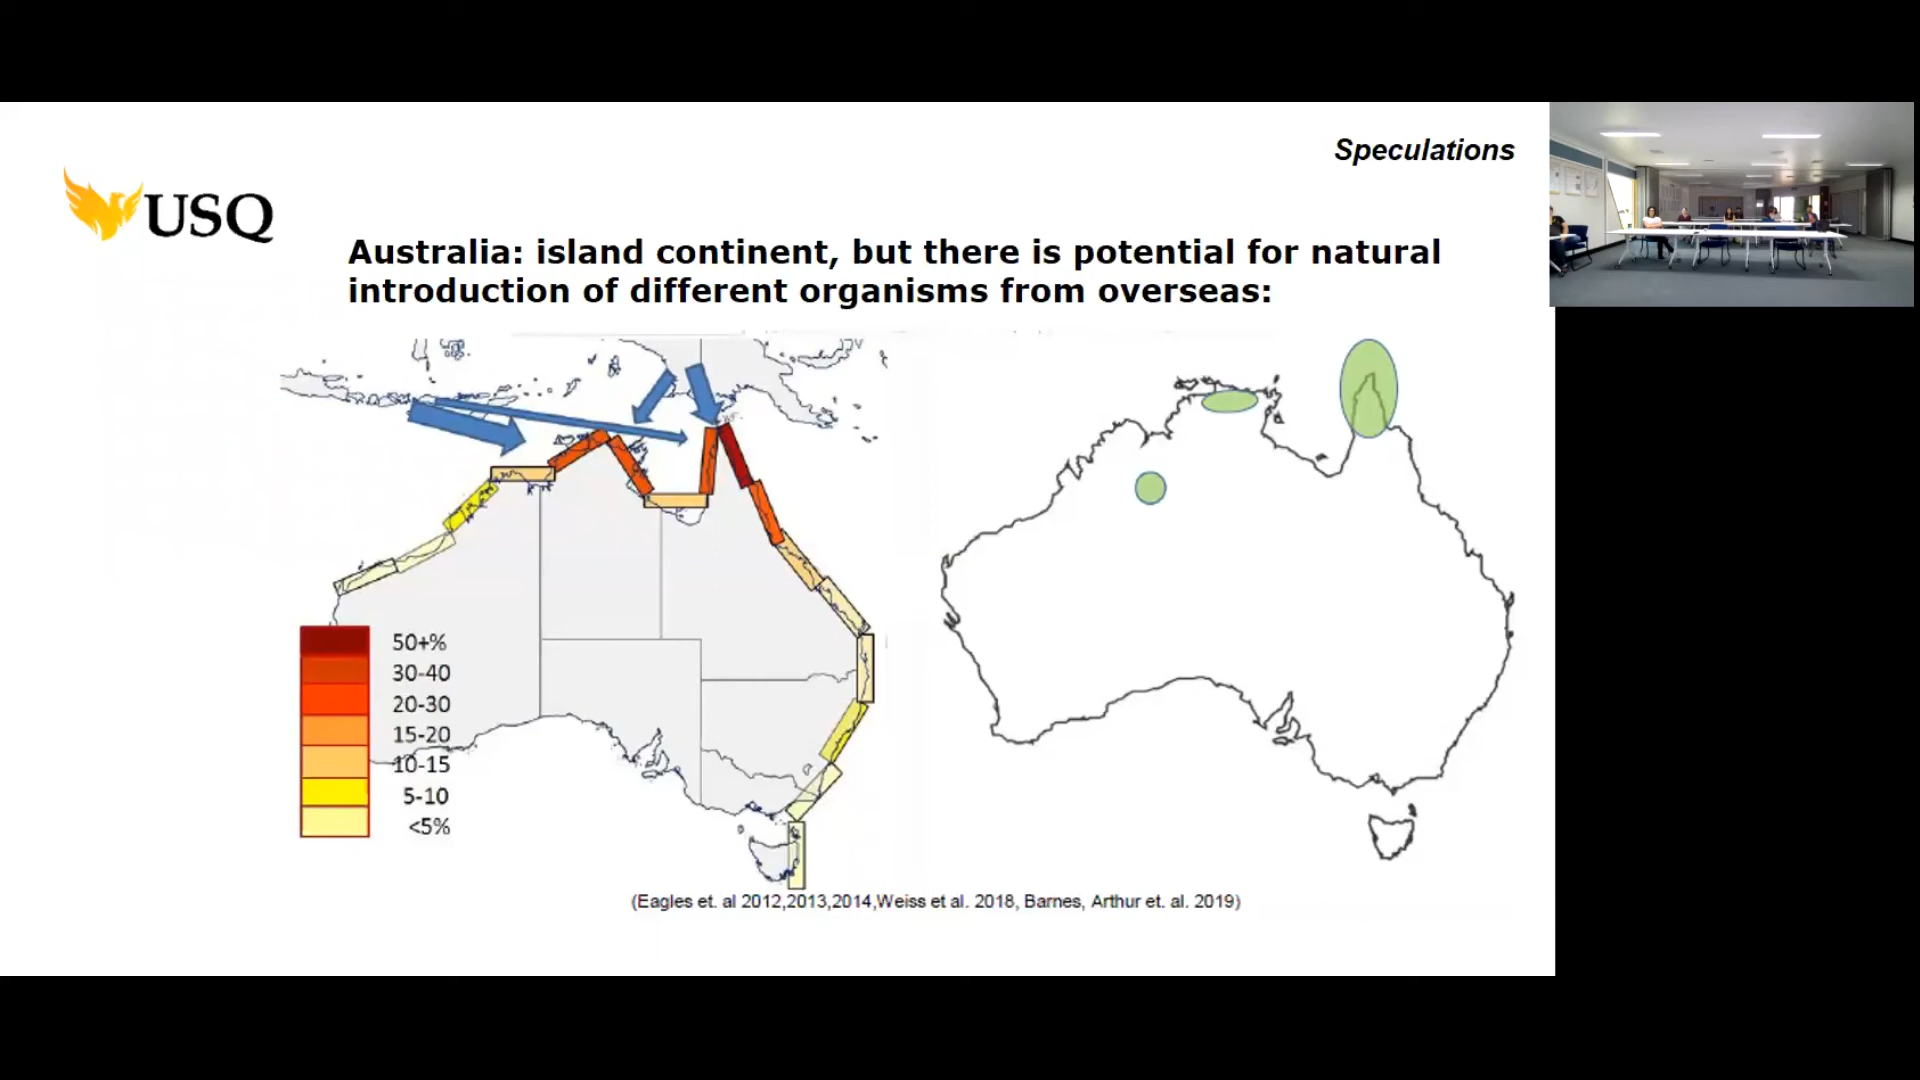 Speculations
USQ
Australia: island continent, but there is potential for natural
introduction of different organisms from overseas:
50+%
30-40
20-30
15-20
10-15
5-10
<5%
(Eagles et. al 2012,2013,2014,Weiss et al. 2018, Barnes, Arthur et. al. 2019)